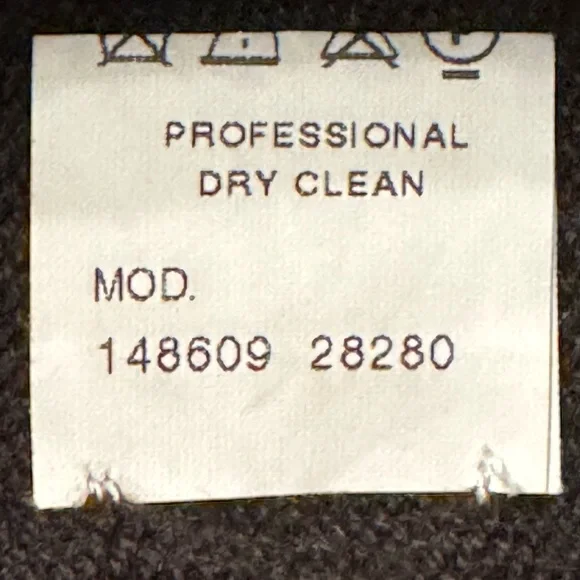 PROFESSIONAL
DRY CLEAN
MOD.
148609 28280